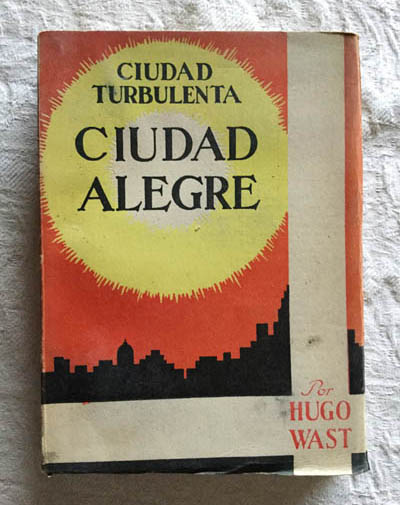 CIUDAD
TURBULENTA
CIUDAD
ALEGRE
Por
HUGO
WAST